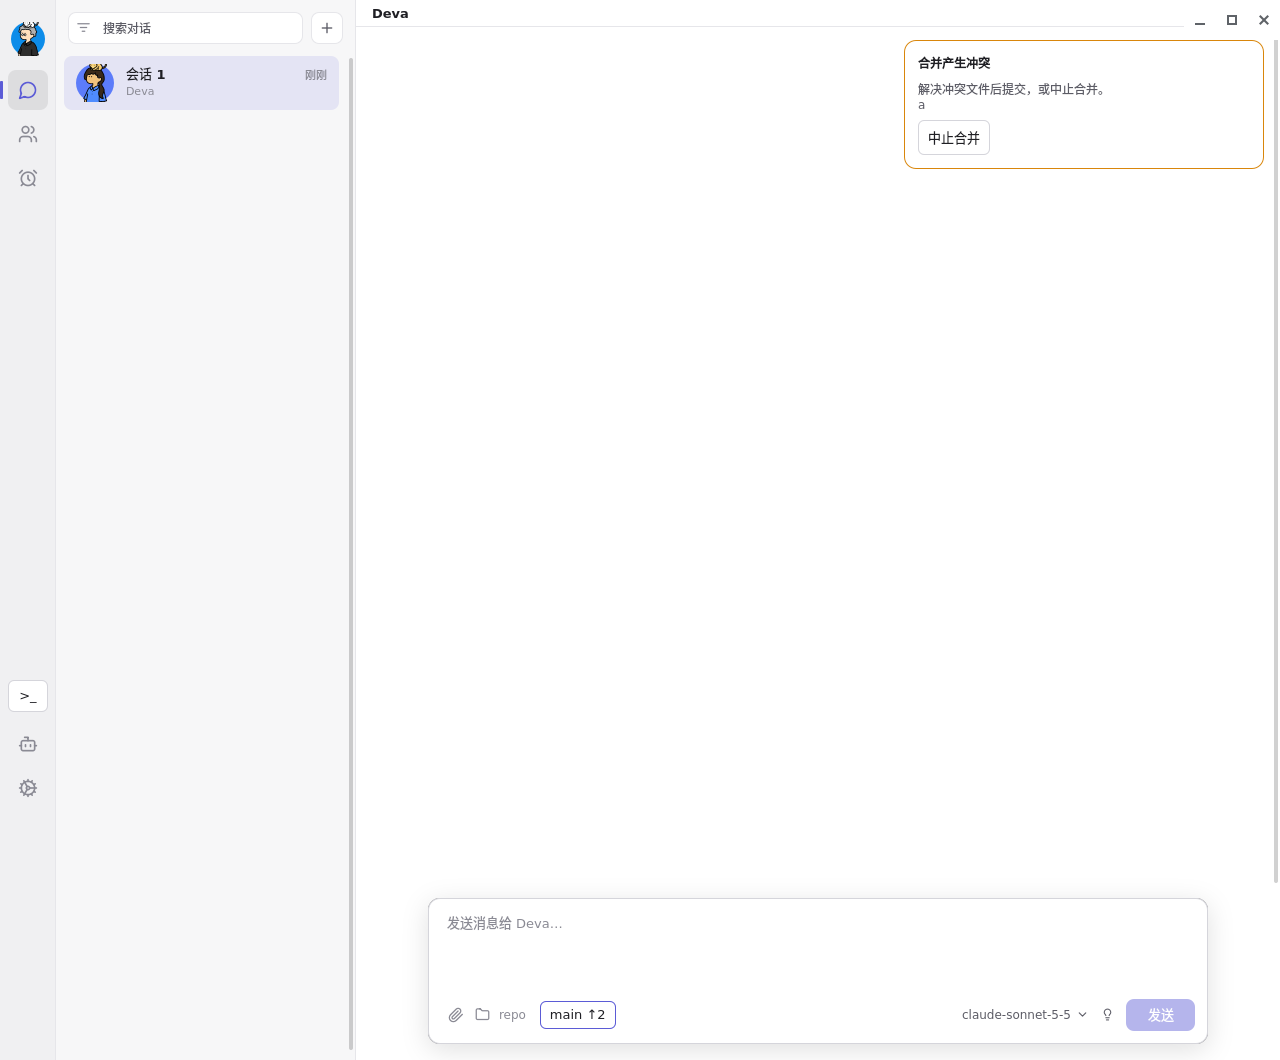 搜索对话
会话 1
刚刚
Deva
Deva
合并产生冲突
解决冲突文件后提交，或中止合并。
a
中止合并
>_
发送消息给 Deva...
repo
main ↑2
claude-sonnet-5-5
发送